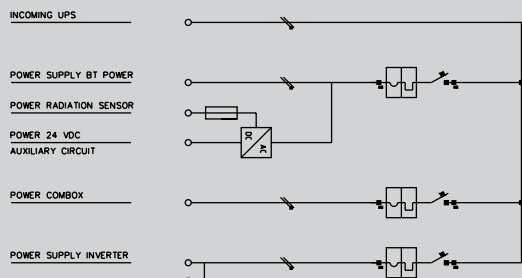 INCOMING UPS
POWER SUPPLY BT POWER
POWER RADIATION SENSOR
POWER 24 VDC
AUXILIARY CIRCUIT
DC
AC
POWER COMBOX
POWER SUPPLY INVERTER